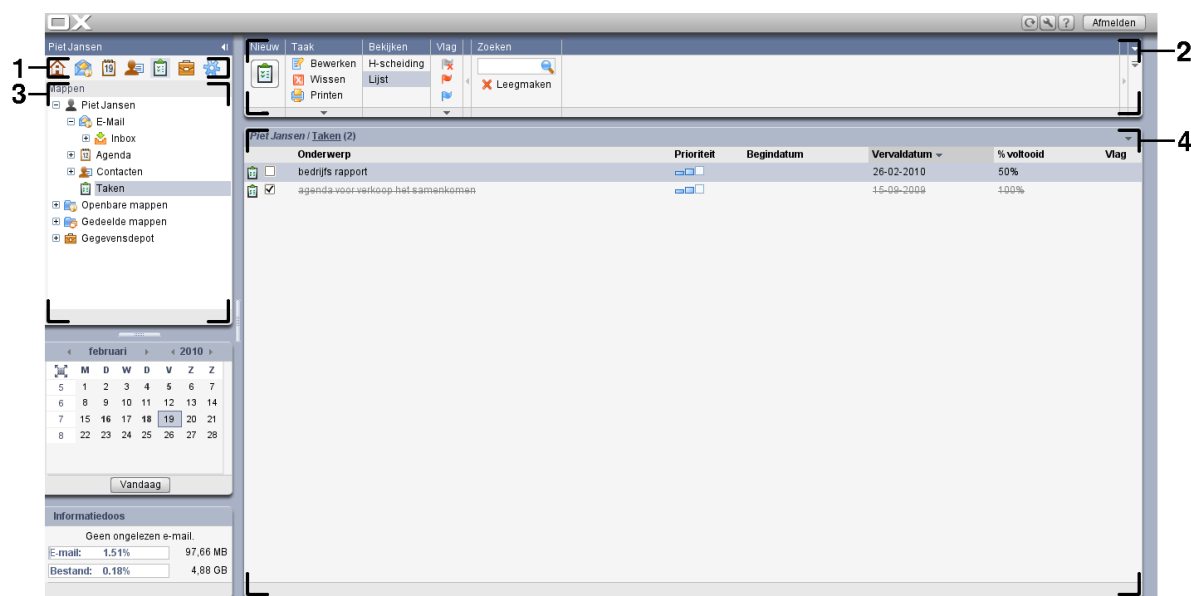 OX
Afmelden
Piet Jansen
Nieuw
Taak
Bekijken
Vlag
Zoeken
1
2
3
4
Bewerken
H-scheiding
Wissen
Lijst
Leegmaken
Printen
Mappen
Piet Jansen
E-Mail
Inbox
Agenda
Contacten
Taken
Openbare mappen
Gedeelde mappen
Gegevensdepot
Piet Jansen / Taken (2)
Onderwerp Prioriteit Begindatum Vervaldatum % voltooid Vlag
bedrijfs rapport 26-02-2010 50%
agenda voor verkoop het samenkomen 15-09-2009 100%
februari 2010
M D W D V Z Z
5 1 2 3 4 5 6 7
6 8 9 10 11 12 13 14
7 15 16 17 18 19 20 21
8 22 23 24 25 26 27 28
Vandaag
Informatiedoos
Geen ongelezen e-mail.
E-mail: 1.51% 97,66 MB
Bestand: 0.18% 4,88 GB